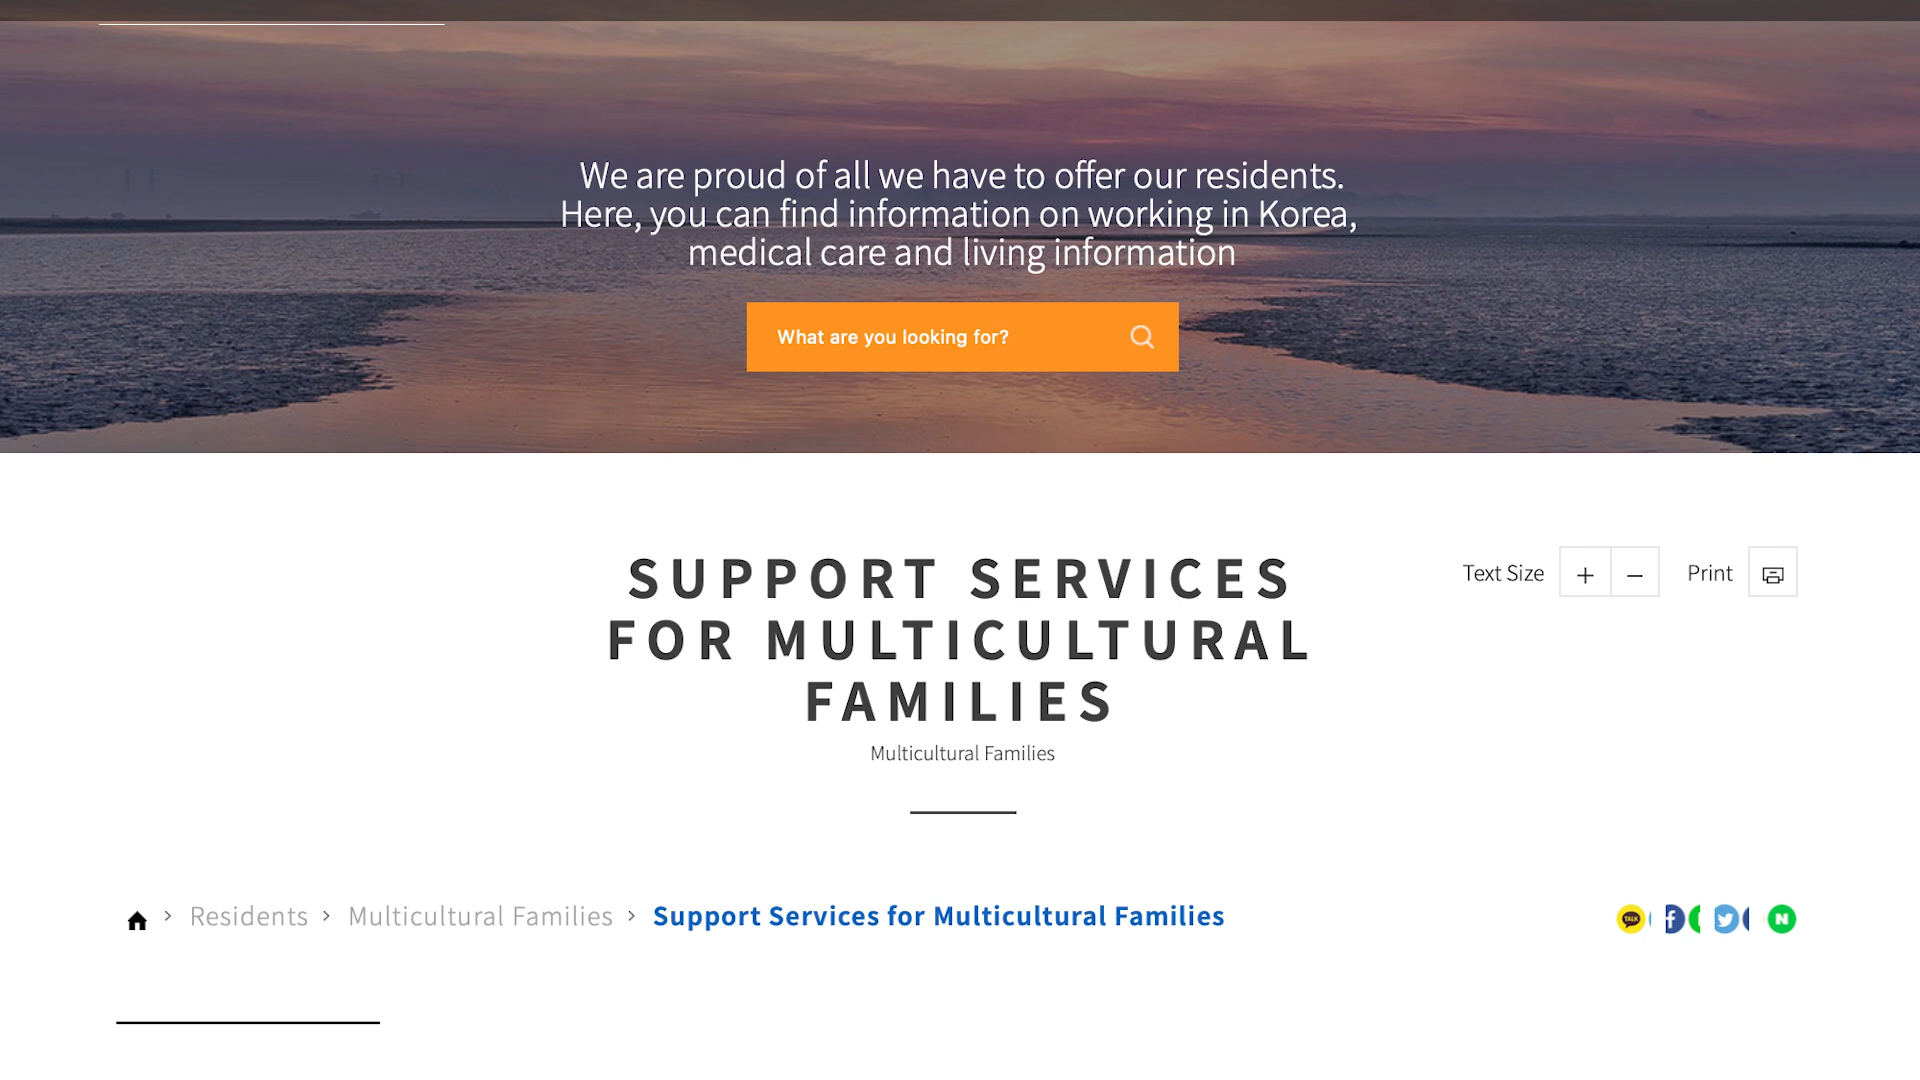 We are proud of all we have to offer our residents.
Here, you can find information on working in Korea,
medical care and living information
What are you looking for?
SUPPORT SERVICES
FOR MULTICULTURAL
FAMILIES
Multicultural Families
Text Size + −
Print
Residents > Multicultural Families > Support Services for Multicultural Families
TALK f N